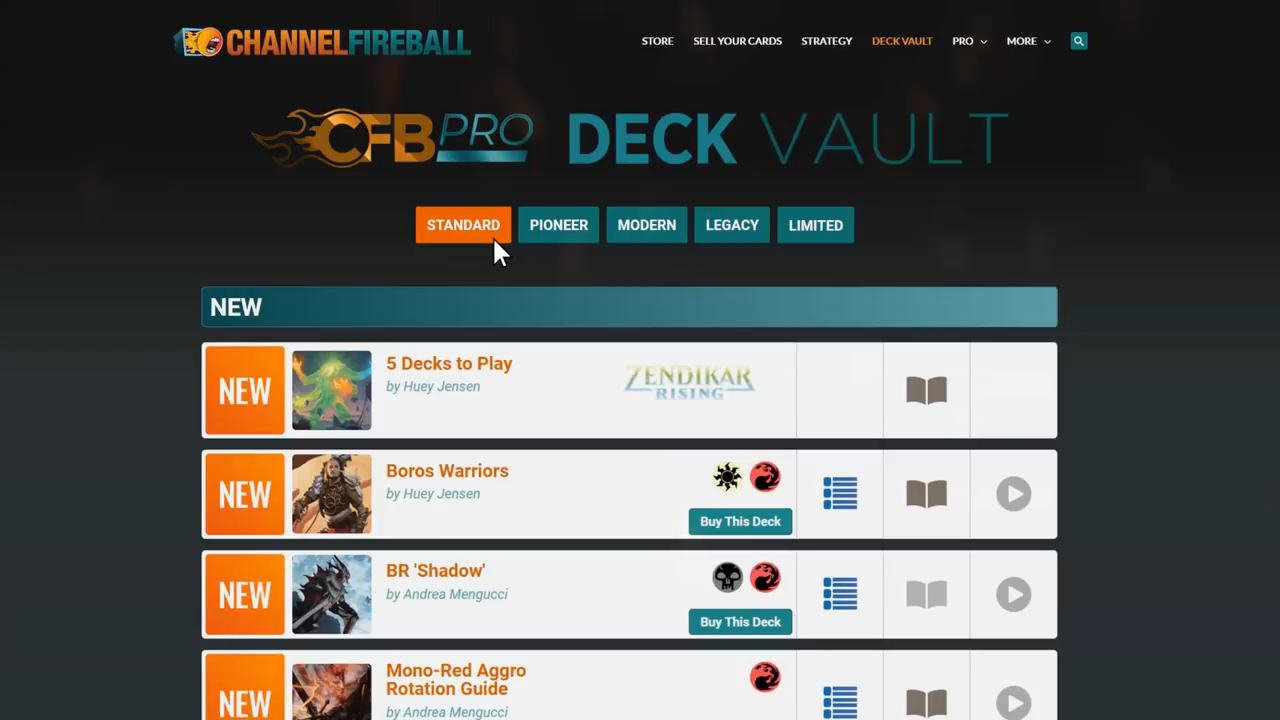 CHANNELFIREBALL
STORE SELL YOUR CARDS STRATEGY DECK VAULT PRO MORE
CFB PRO DECK VAULT
STANDARD PIONEER MODERN LEGACY LIMITED
NEW
NEW
5 Decks to Play
by Huey Jensen
ZENDIKAR
RISING
NEW
Boros Warriors
by Huey Jensen
Buy This Deck
NEW
BR 'Shadow'
by Andrea Mengucci
Buy This Deck
NEW
Mono-Red Aggro
Rotation Guide
by Andrea Mengucci